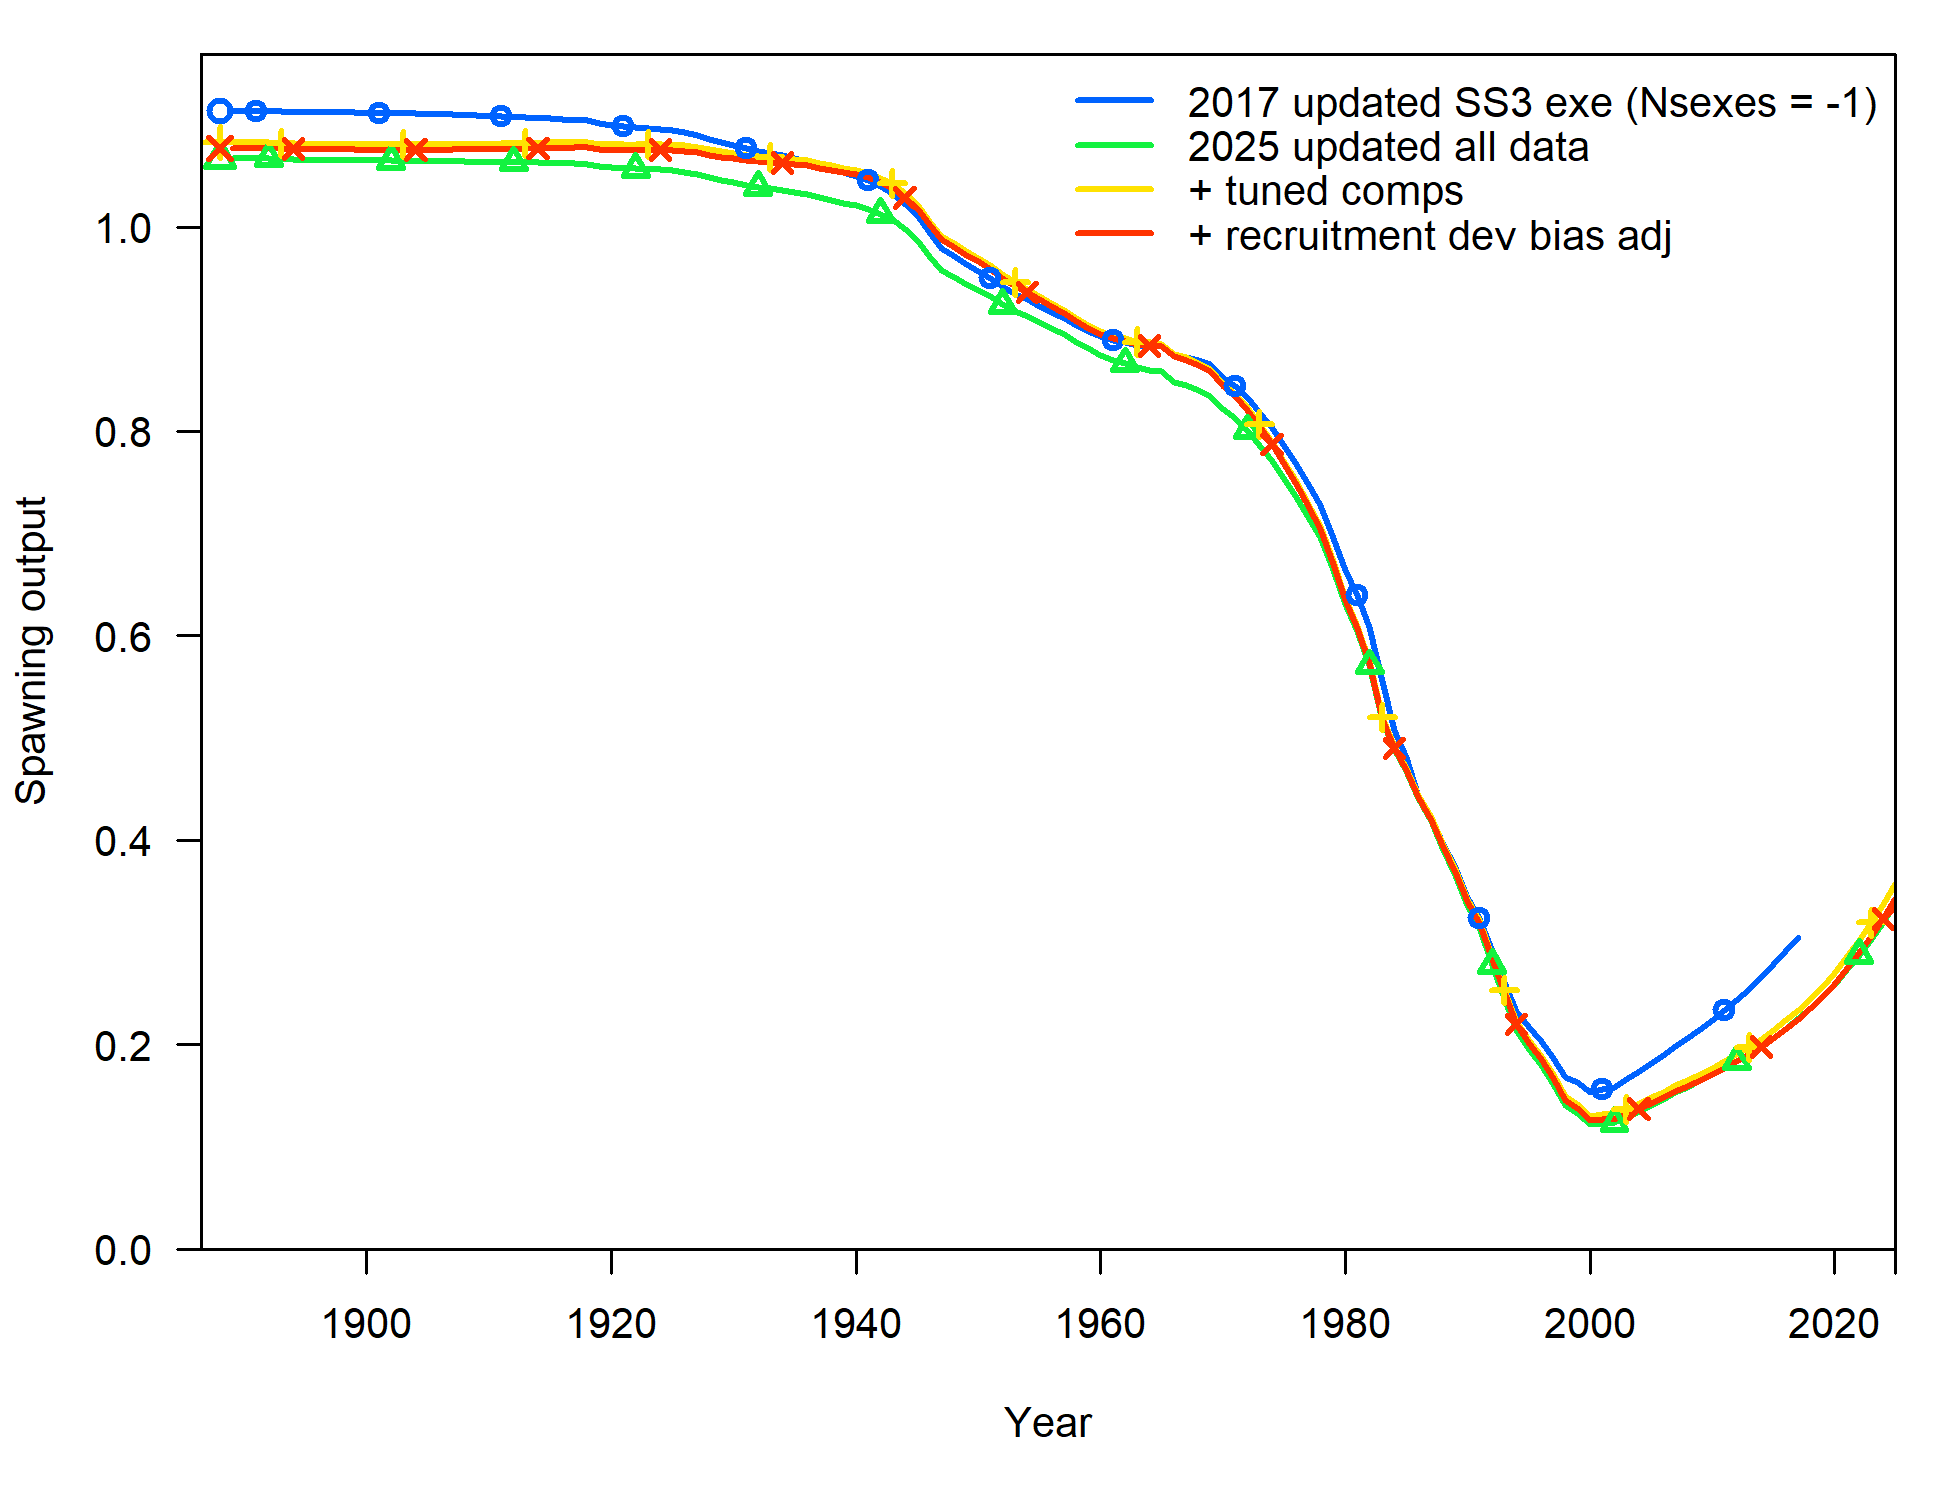 2017 updated SS3 exe (Nsexes = -1)
2025 updated all data
+ tuned comps
+ recruitment dev bias adj
Spawning output
1.0
0.8
0.6
0.4
0.2
0.0
1900 1920 1940 1960 1980 2000 2020
Year